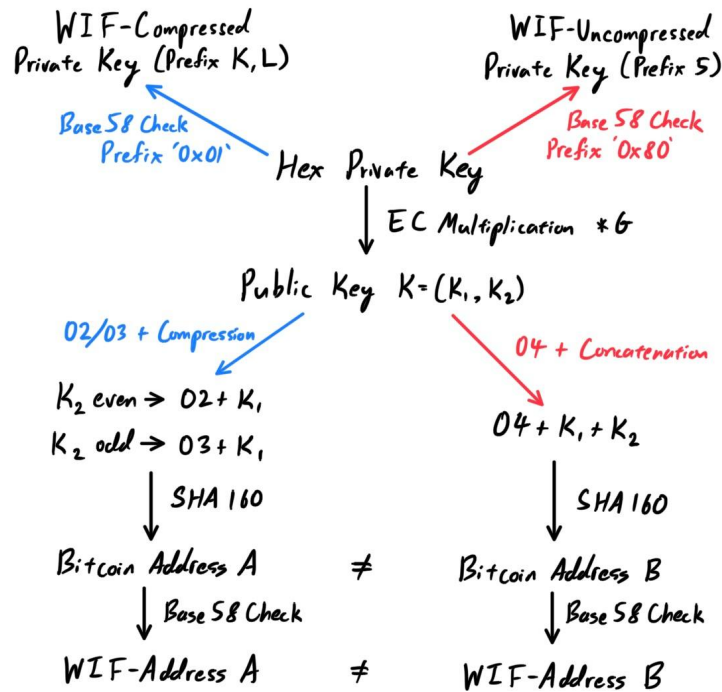 WIF-Compressed
Private Key (Prefix K, L)
WIF-Uncompressed
Private Key (Prefix 5)
Base 58 Check
Prefix '0x01'
Base 58 Check
Prefix '0x80'
Hex Private Key
EC Multiplication *G
Public Key K=(K₁, K₂)
02/03 + Compression
04 + Concatenation
K₂ even → 02 + K₁
K₂ odd → 03 + K₁
04 + K₁ + K₂
SHA 160
SHA 160
Bitcoin Address A ≠ Bitcoin Address B
Base 58 Check
Base 58 Check
WIF-Address A ≠ WIF-Address B